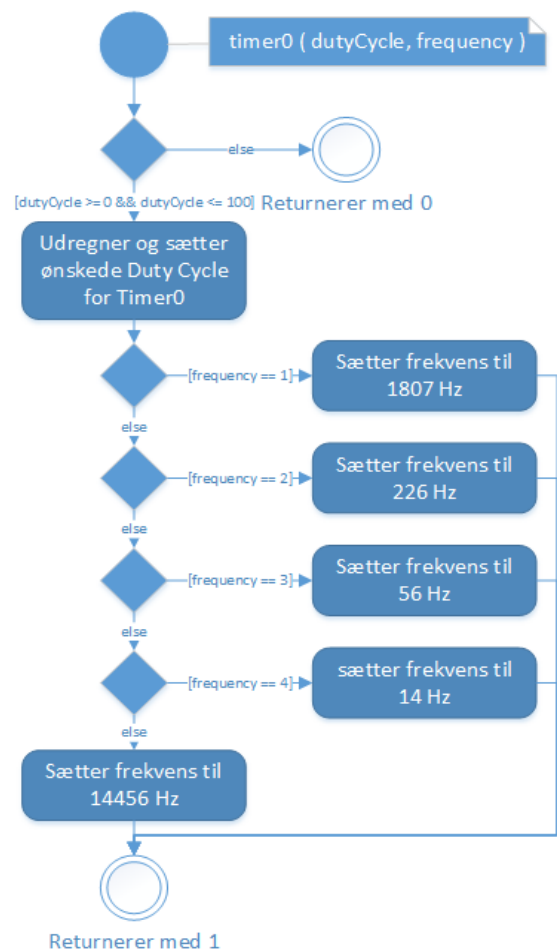 timer0 ( dutyCycle, frequency )
else
[dutyCycle >= 0 && dutyCycle <= 100]
Returnerer med 0
Udregner og sætter
ønskede Duty Cycle
for Timer0
[frequency == 1]
Sætter frekvens til
1807 Hz
else
[frequency == 2]
Sætter frekvens til
226 Hz
else
[frequency == 3]
Sætter frekvens til
56 Hz
else
[frequency == 4]
sætter frekvens til
14 Hz
else
Sætter frekvens til
14456 Hz
Returnerer med 1